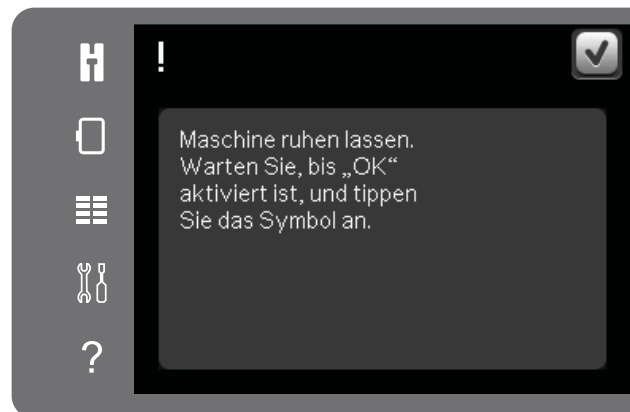 !
Maschine ruhen lassen.
Warten Sie, bis „OK“
aktiviert ist, und tippen
Sie das Symbol an.
?